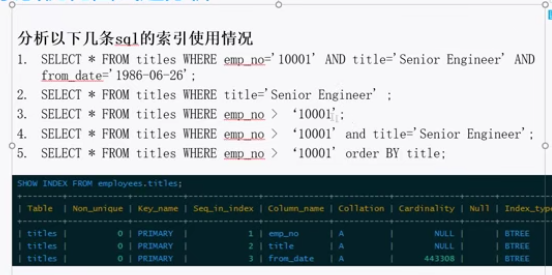 分析以下几条sql的索引使用情况
1. SELECT * FROM titles WHERE emp_no='10001' AND title='Senior Engineer' AND
from_date='1986-06-26';
2. SELECT * FROM titles WHERE title='Senior Engineer' ;
3. SELECT * FROM titles WHERE emp_no > ‘10001';
4. SELECT * FROM titles WHERE emp_no > ‘10001' and title='Senior Engineer';
5. SELECT * FROM titles WHERE emp_no > ‘10001' order BY title;
SHOW INDEX FROM employees.titles;
| Table | Non_unique | Key_name | Seq_in_index | Column_name | Collation | Cardinality | Null | Index_type
| titles | 0 | PRIMARY | 1 | emp_no | A | NULL | | BTREE
| titles | 0 | PRIMARY | 2 | title | A | NULL | | BTREE
| titles | 0 | PRIMARY | 3 | from_date | A | 443308 | | BTREE